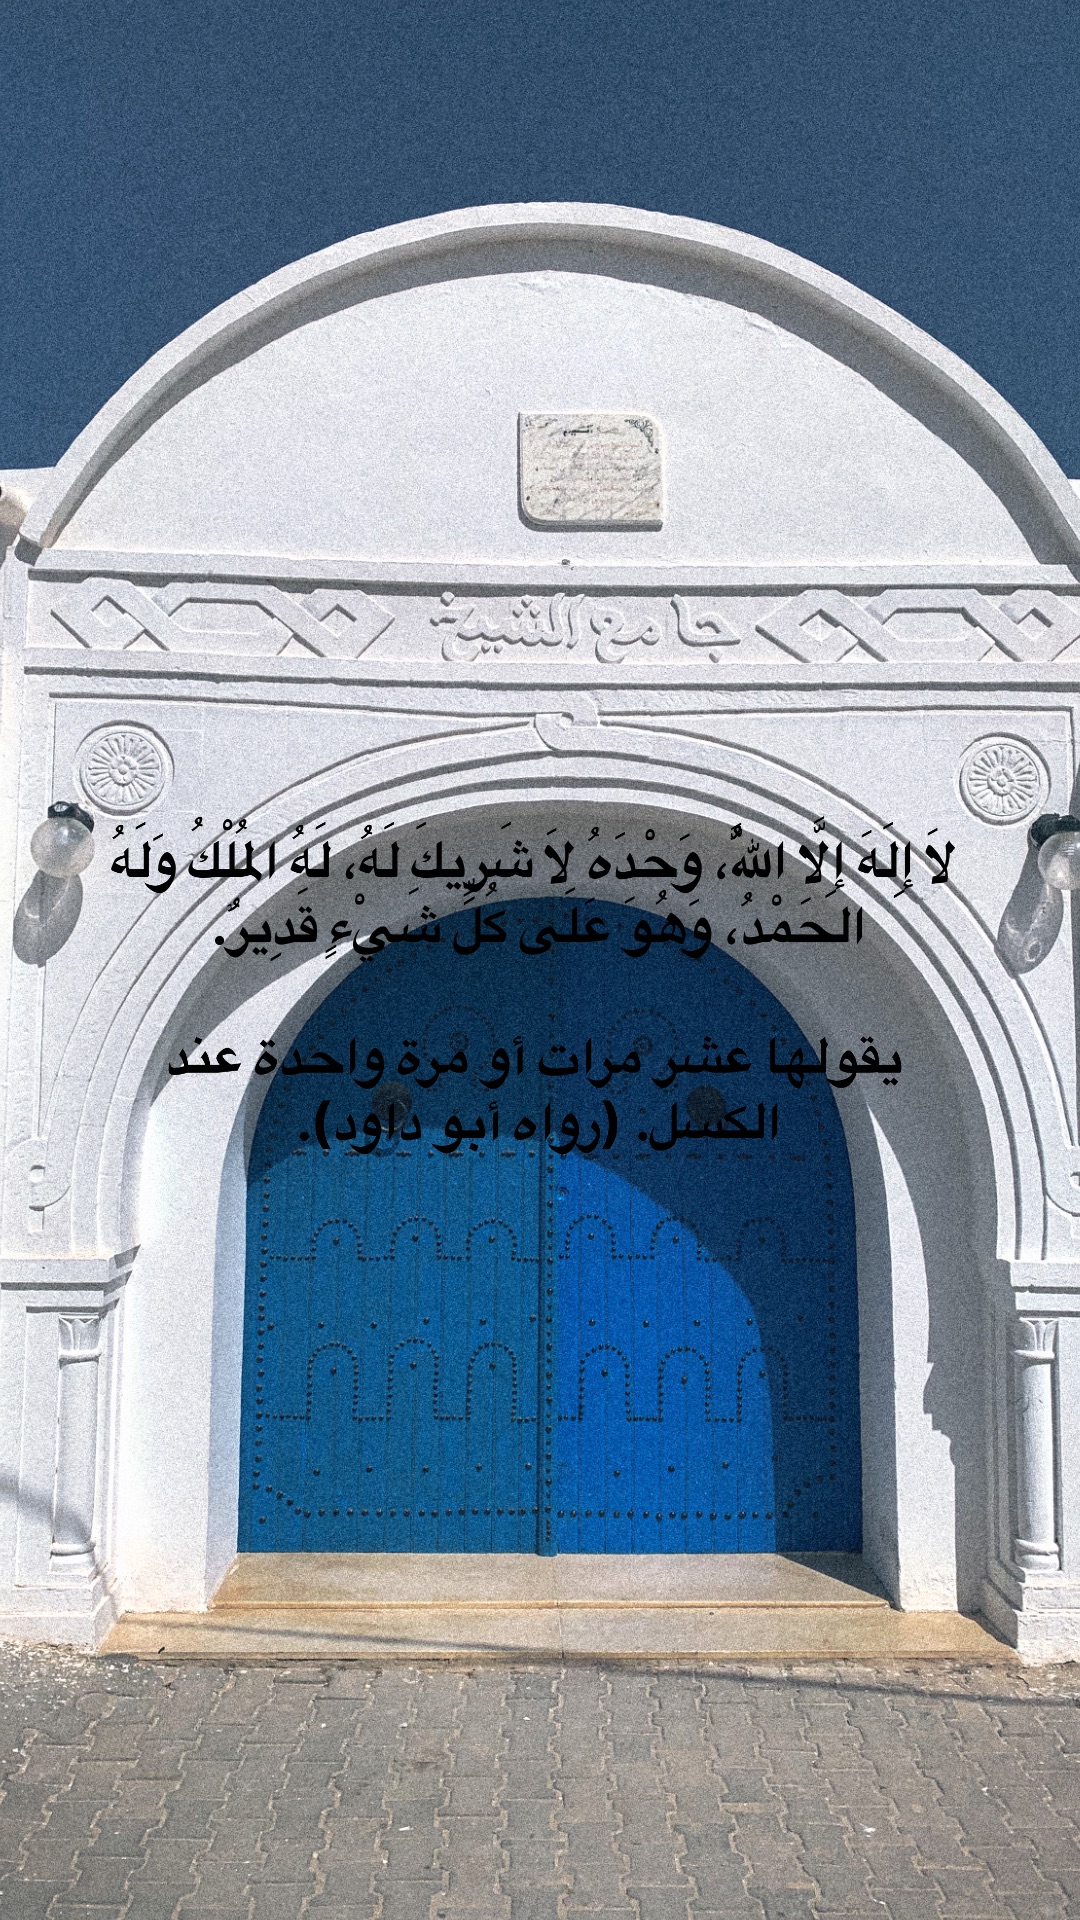 جامع الشيخ
لاَ إِلَهَ إِلَّا اللهُ، وَحْدَهُ لاَ شَرِيكَ لَهُ، لَهُ المُلْكُ وَلَهُ
الحَمْدُ، وَهُوَ عَلَى كُلِّ شَيْءٍ قَدِيرٌ.
يقولها عشر مرات أو مرة واحدة عند
الكسل. (رواه أبو داود).